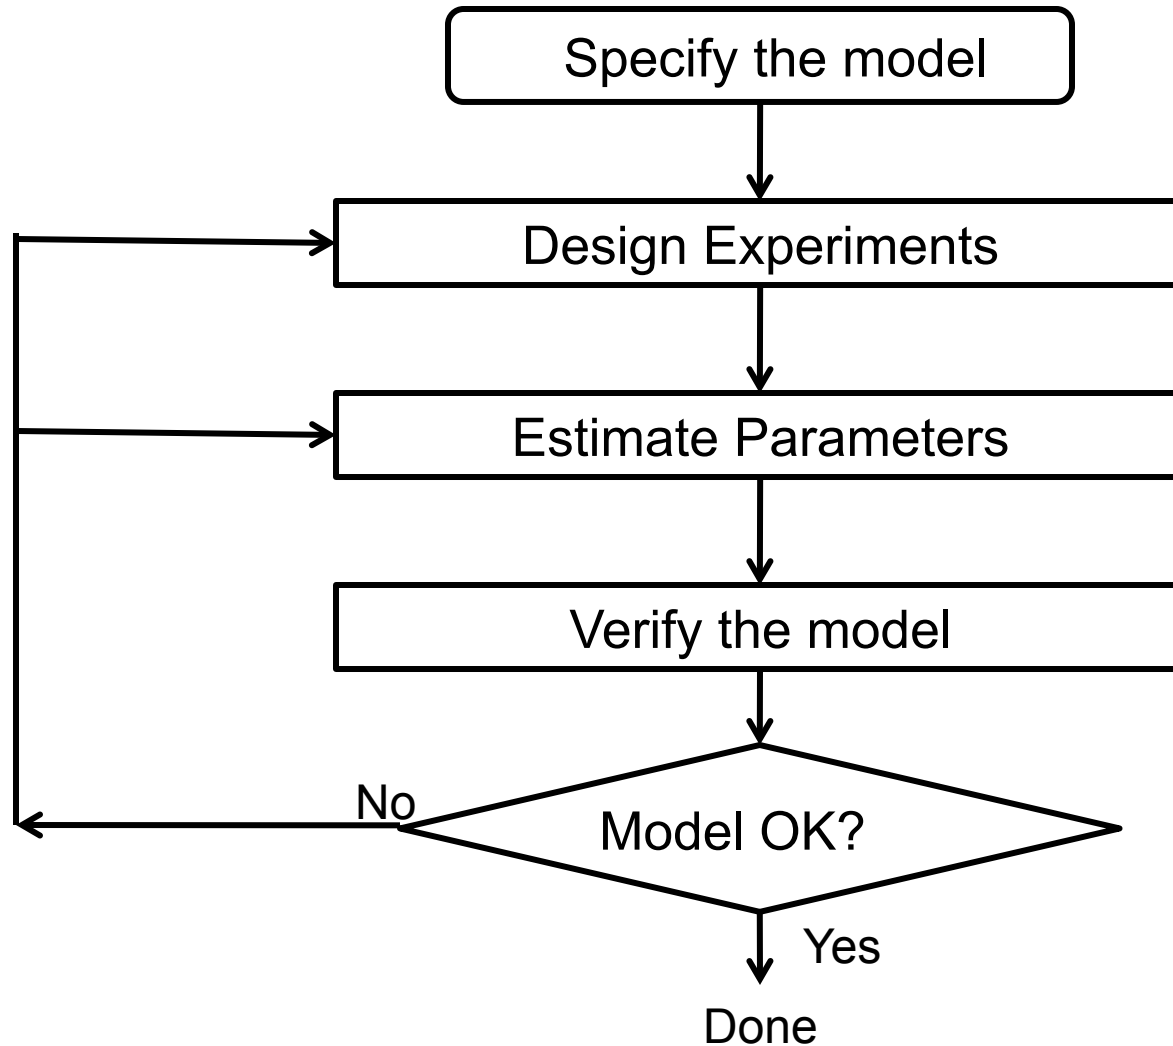 Specify the model
Design Experiments
Estimate Parameters
Verify the model
No
Model OK?
Yes
Done